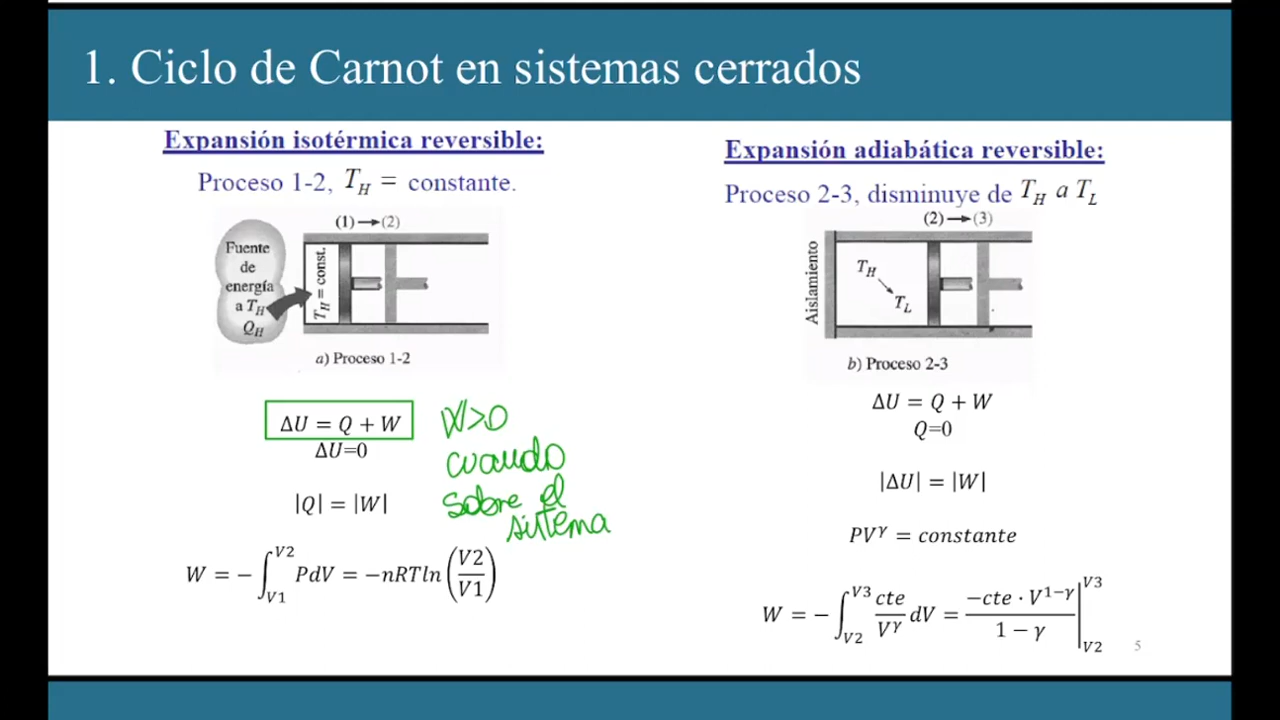 1. Ciclo de Carnot en sistemas cerrados
Expansión isotérmica reversible:
Proceso 1-2, T_H = constante.
(1)→(2)
Fuente
de
energía
a T_H
Q_H
T_H = const.
a) Proceso 1-2
ΔU = Q + W
ΔU=0
|Q| = |W|
W = −∫_{V1}^{V2} PdV = −nRTln(V2/V1)
W>0
cuando
sobre el
sistema
Expansión adiabática reversible:
Proceso 2-3, disminuye de T_H a T_L
(2)→(3)
Aislamiento
T_H
T_L
b) Proceso 2-3
ΔU = Q + W
Q=0
|ΔU| = |W|
PV^γ = constante
W = −∫_{V2}^{V3} cte/V^γ dV = −cte · V^{1−γ}/(1 − γ) |_{V2}^{V3}
5